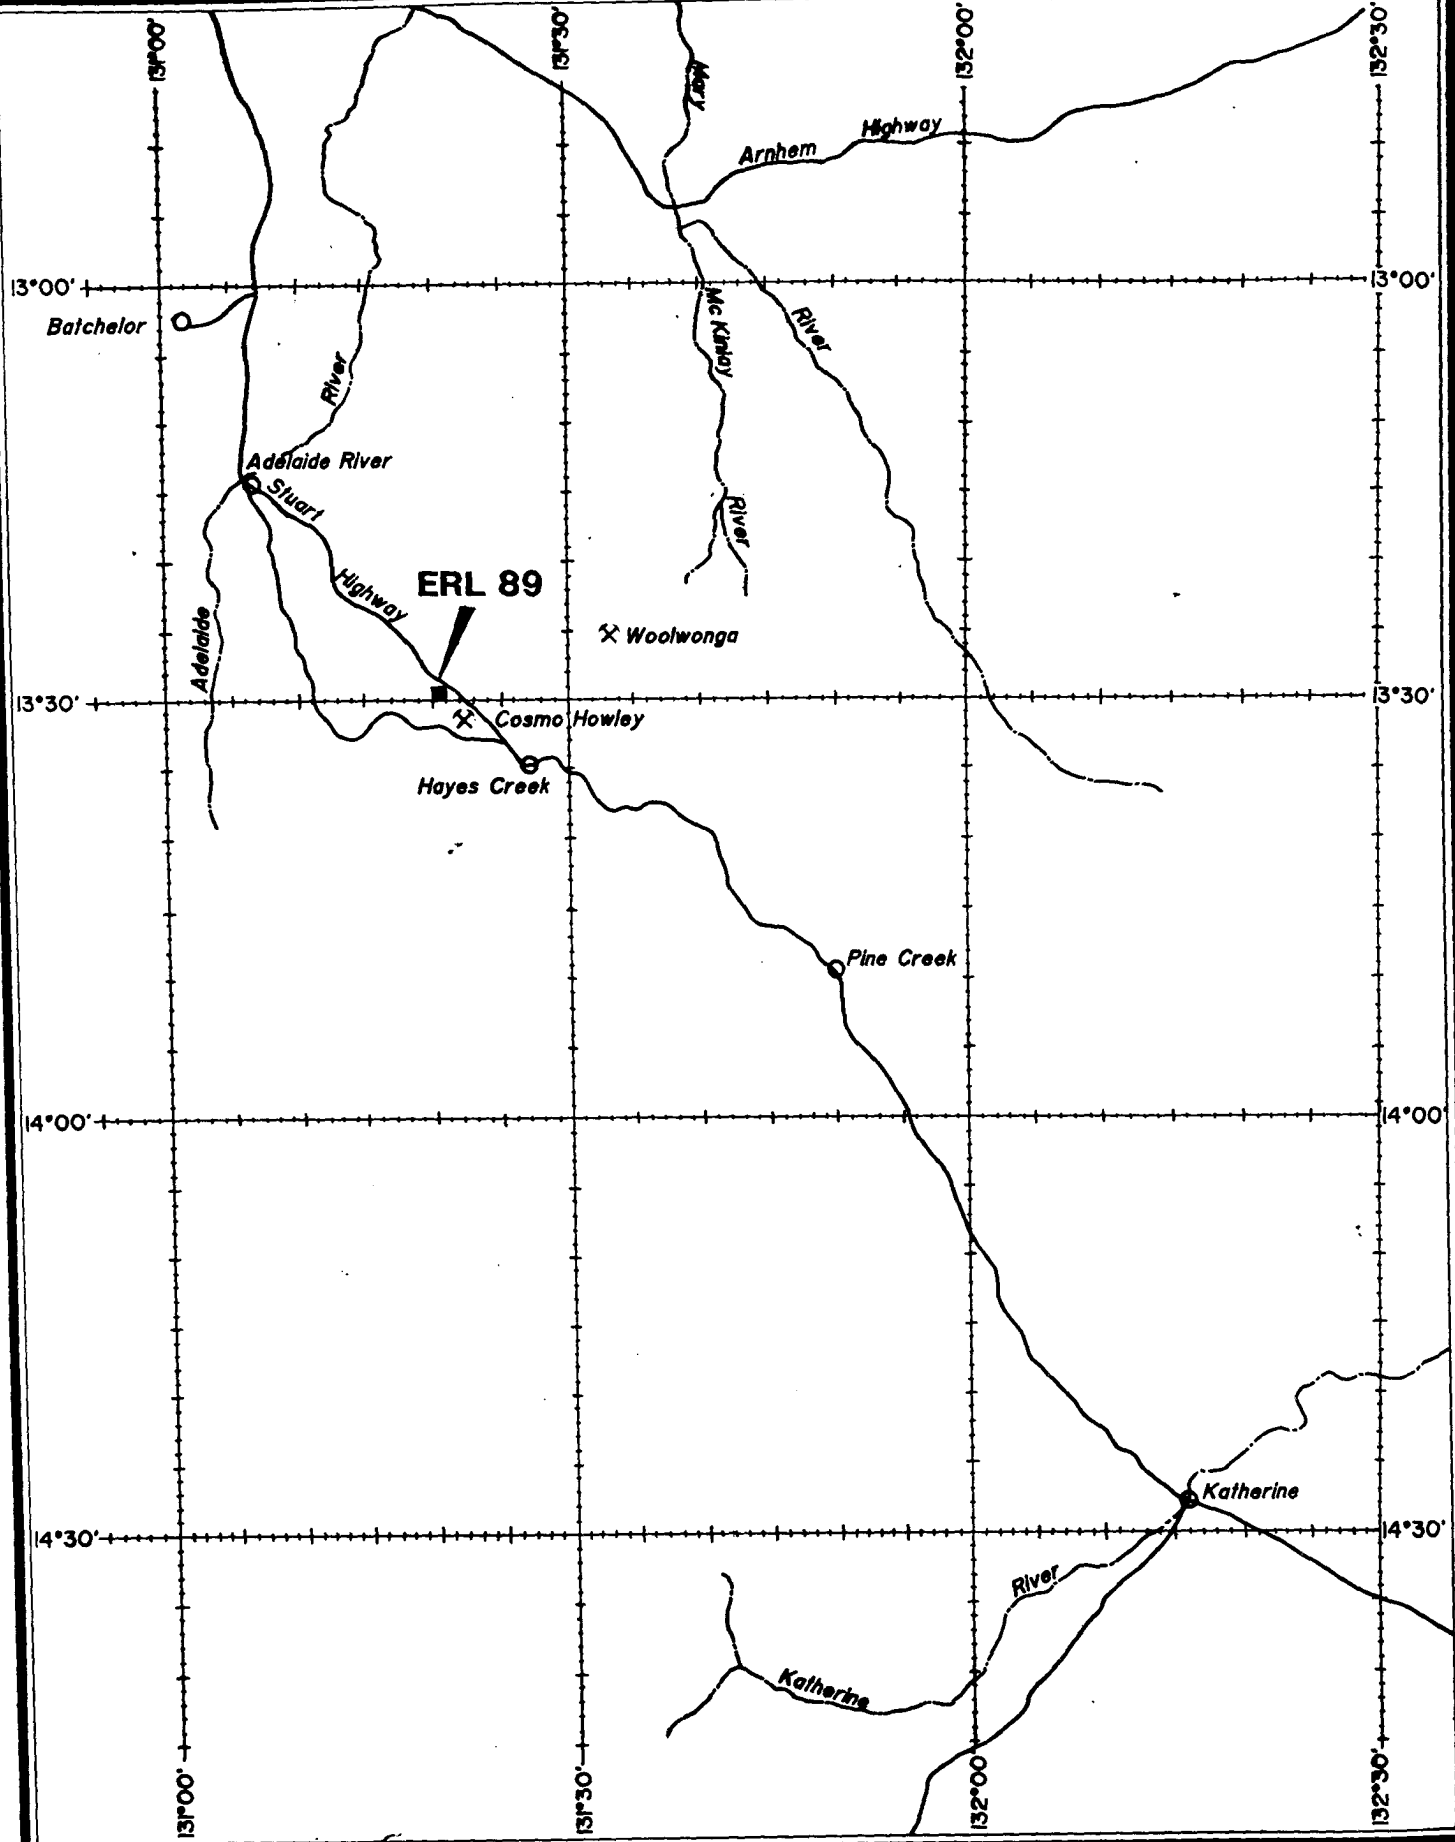 131°00'
131°30'
132°00'
132°30'
Mary
Highway
Arnhem
13°00'
13°00'
Batchelor
Mc Kinlay
River
River
Adelaide River
Stuart
River
Highway
ERL 89
Adelaide
Woolwonga
13°30'
13°30'
Cosmo Howley
Hayes Creek
Pine Creek
14°00'
14°00'
Katherine
14°30'
14°30'
River
Katherine
131°00'
131°30'
132°00'
132°30'